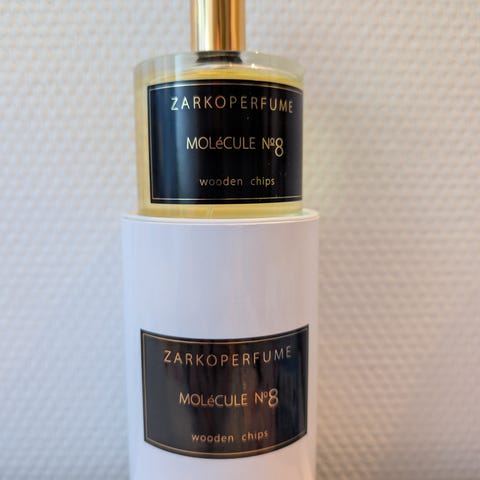 ZARKOPERFUME
MOLéCULE Nº8
wooden chips
ZARKOPERFUME
MOLéCULE Nº8
wooden chips